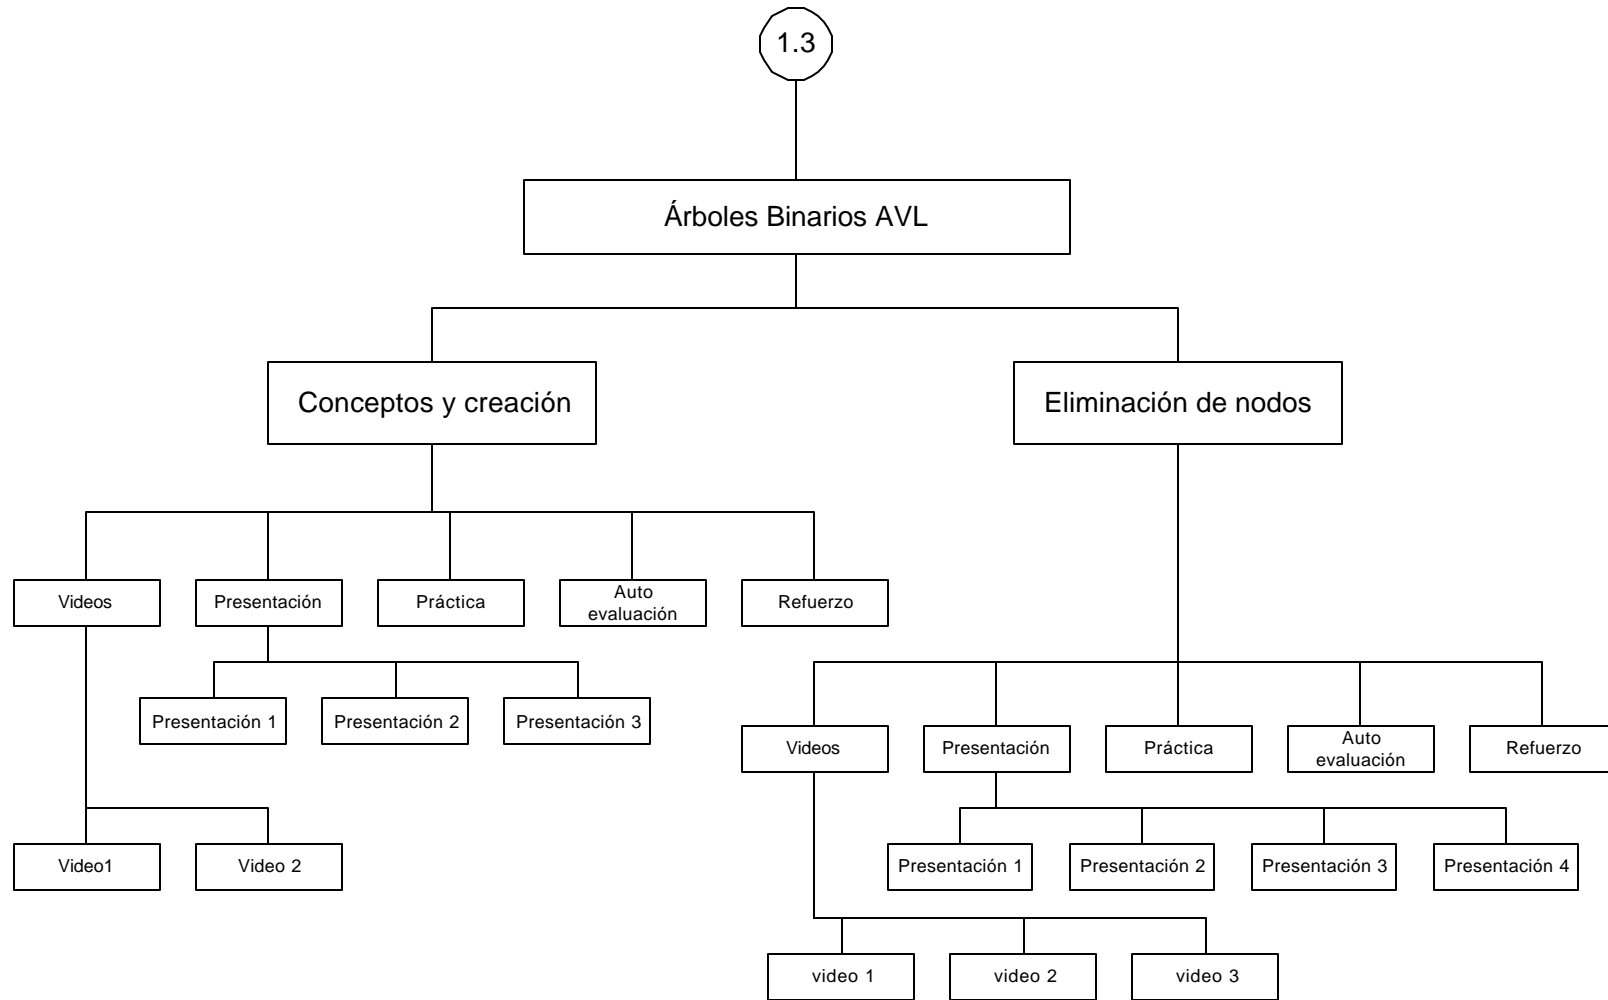 1.3
Árboles Binarios AVL
Conceptos y creación
Eliminación de nodos
Videos
Presentación
Práctica
Auto
evaluación
Refuerzo
Presentación 1
Presentación 2
Presentación 3
Video1
Video 2
Videos
Presentación
Práctica
Auto
evaluación
Refuerzo
Presentación 1
Presentación 2
Presentación 3
Presentación 4
video 1
video 2
video 3